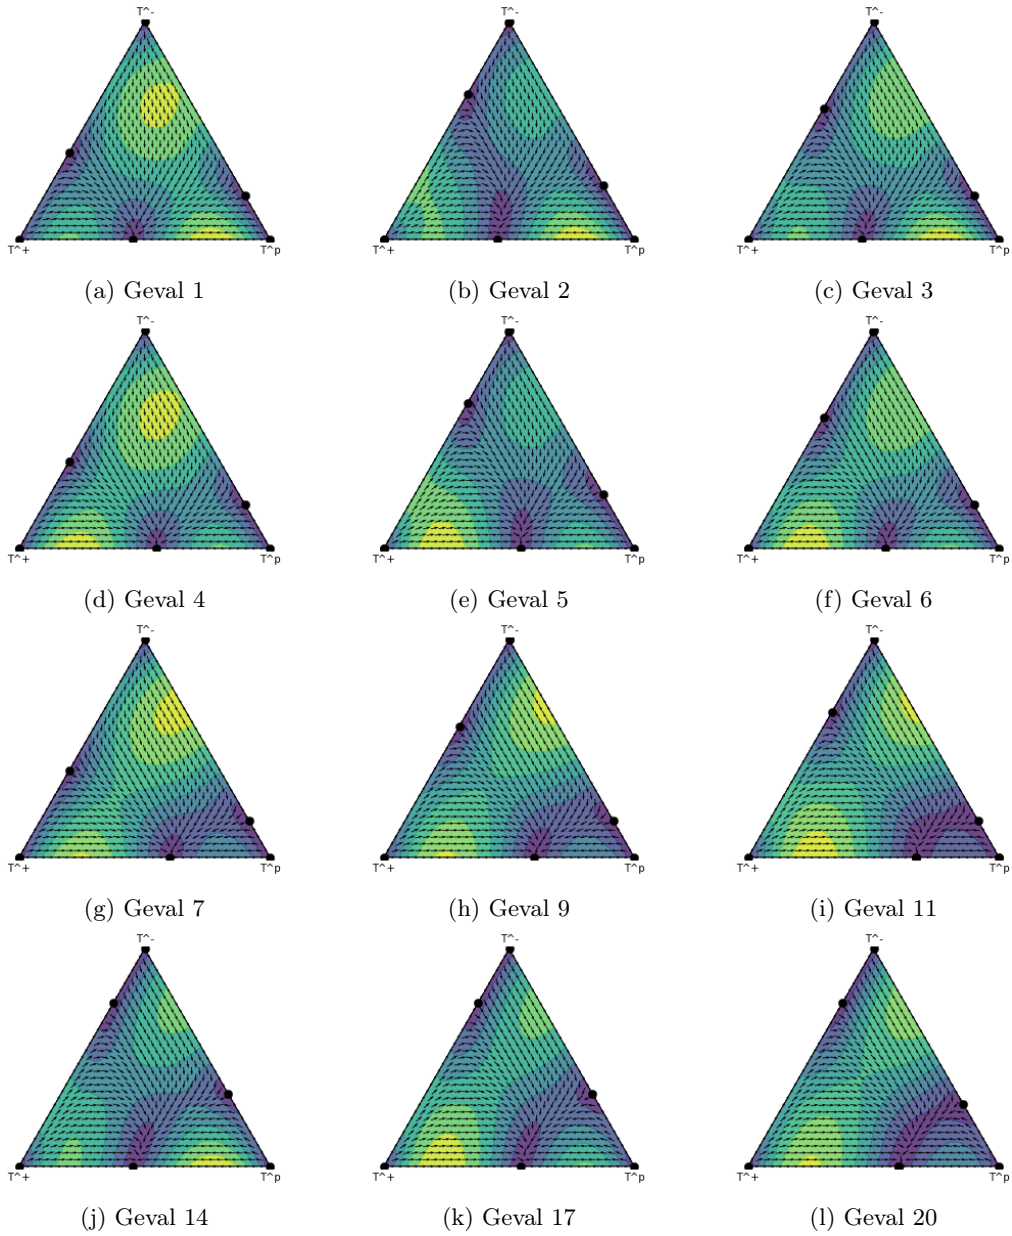 T^- T^- T^-
T^+ T^p T^+ T^p T^+ T^p
(a) Geval 1 (b) Geval 2 (c) Geval 3
T^- T^- T^-
T^+ T^p T^+ T^p T^+ T^p
(d) Geval 4 (e) Geval 5 (f) Geval 6
T^- T^- T^-
T^+ T^p T^+ T^p T^+ T^p
(g) Geval 7 (h) Geval 9 (i) Geval 11
T^- T^- T^-
T^+ T^p T^+ T^p T^+ T^p
(j) Geval 14 (k) Geval 17 (l) Geval 20